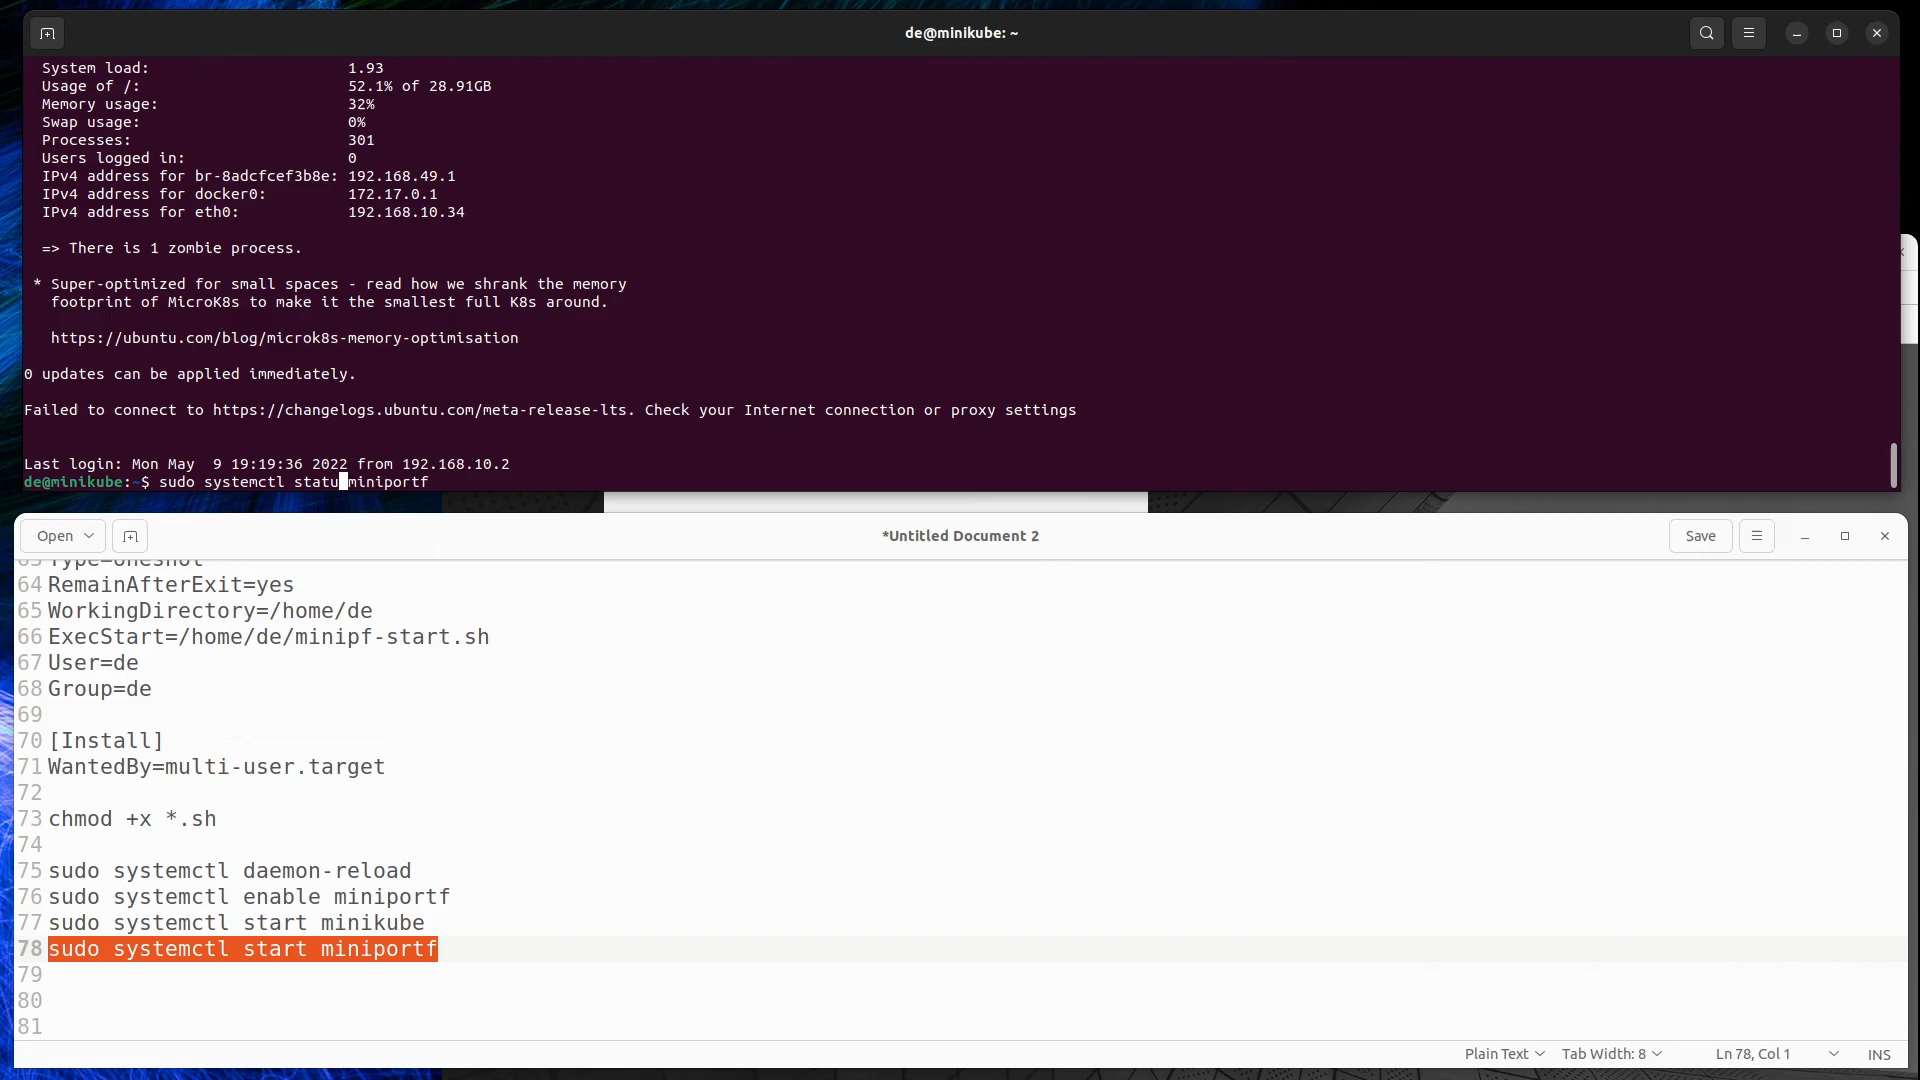 de@minikube: ~
System load: 1.93
Usage of /: 52.1% of 28.91GB
Memory usage: 32%
Swap usage: 0%
Processes: 301
Users logged in: 0
IPv4 address for br-8adcfcef3b8e: 192.168.49.1
IPv4 address for docker0: 172.17.0.1
IPv4 address for eth0: 192.168.10.34
=> There is 1 zombie process.
* Super-optimized for small spaces - read how we shrank the memory
footprint of MicroK8s to make it the smallest full K8s around.
https://ubuntu.com/blog/microk8s-memory-optimisation
0 updates can be applied immediately.
Failed to connect to https://changelogs.ubuntu.com/meta-release-lts. Check your Internet connection or proxy settings
Last login: Mon May  9 19:19:36 2022 from 192.168.10.2
de@minikube:~$ sudo systemctl statu miniportf
Open
*Untitled Document 2
Save
63 Type=oneshot
64 RemainAfterExit=yes
65 WorkingDirectory=/home/de
66 ExecStart=/home/de/minipf-start.sh
67 User=de
68 Group=de
69
70 [Install]
71 WantedBy=multi-user.target
72
73 chmod +x *.sh
74
75 sudo systemctl daemon-reload
76 sudo systemctl enable miniportf
77 sudo systemctl start minikube
78 sudo systemctl start miniportf
79
80
81
Plain Text Tab Width: 8 Ln 78, Col 1 INS